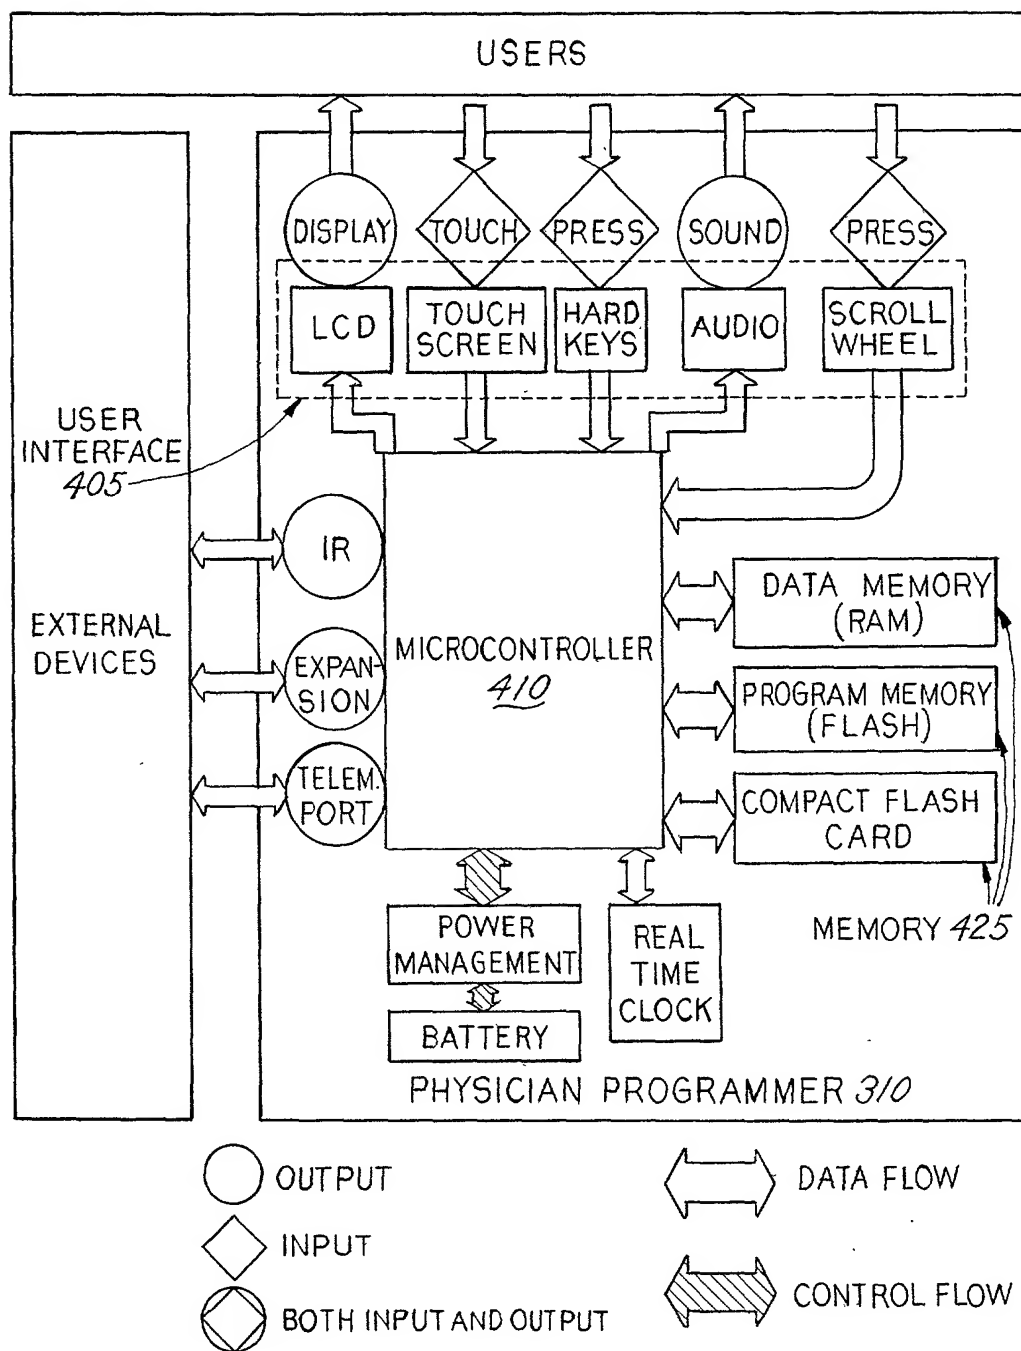 USERS
DISPLAY
TOUCH
PRESS
SOUND
PRESS
LCD
TOUCH
SCREEN
HARD
KEYS
AUDIO
SCROLL
WHEEL
USER
INTERFACE
405
EXTERNAL
DEVICES
IR
EXPAN-
SION
TELEM.
PORT
MICROCONTROLLER
410
DATA MEMORY
(RAM)
PROGRAM MEMORY
(FLASH)
COMPACT FLASH
CARD
MEMORY 425
POWER
MANAGEMENT
BATTERY
REAL
TIME
CLOCK
PHYSICIAN PROGRAMMER 310
OUTPUT
INPUT
BOTH INPUT AND OUTPUT
DATA FLOW
CONTROL FLOW